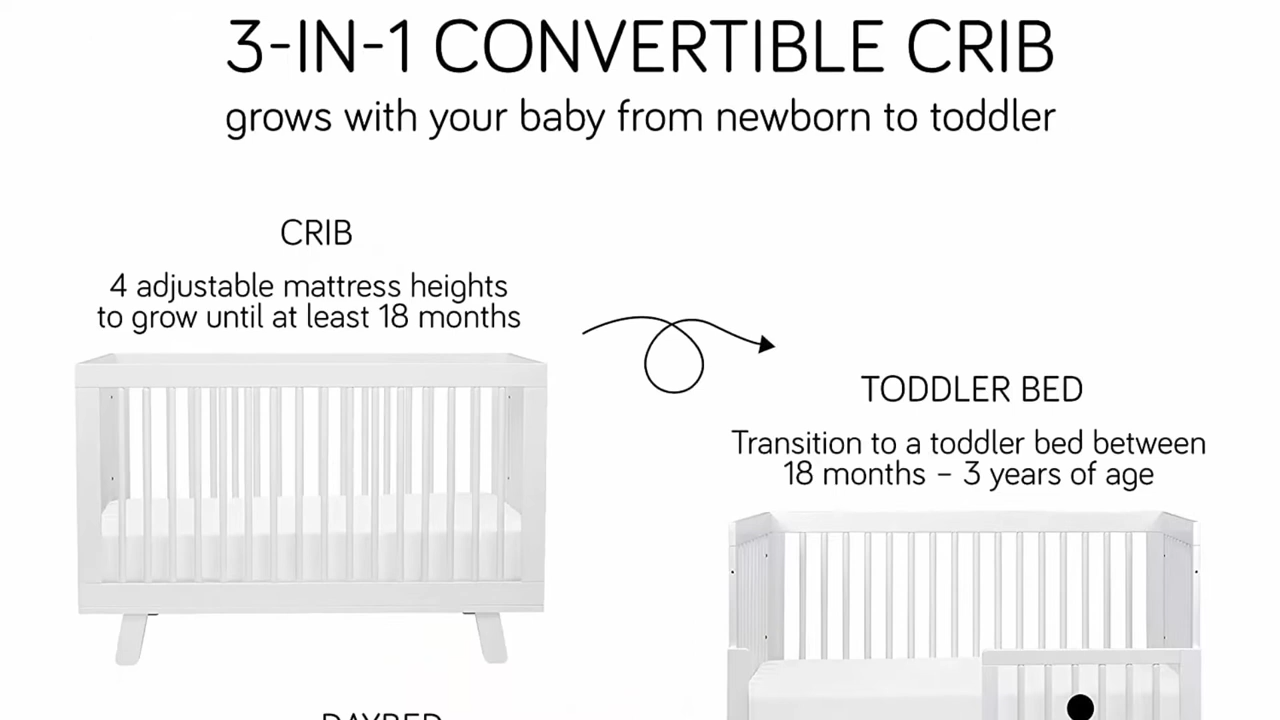 3-IN-1 CONVERTIBLE CRIB
grows with your baby from newborn to toddler
CRIB
4 adjustable mattress heights
to grow until at least 18 months
TODDLER BED
Transition to a toddler bed between
18 months – 3 years of age
DAYBED